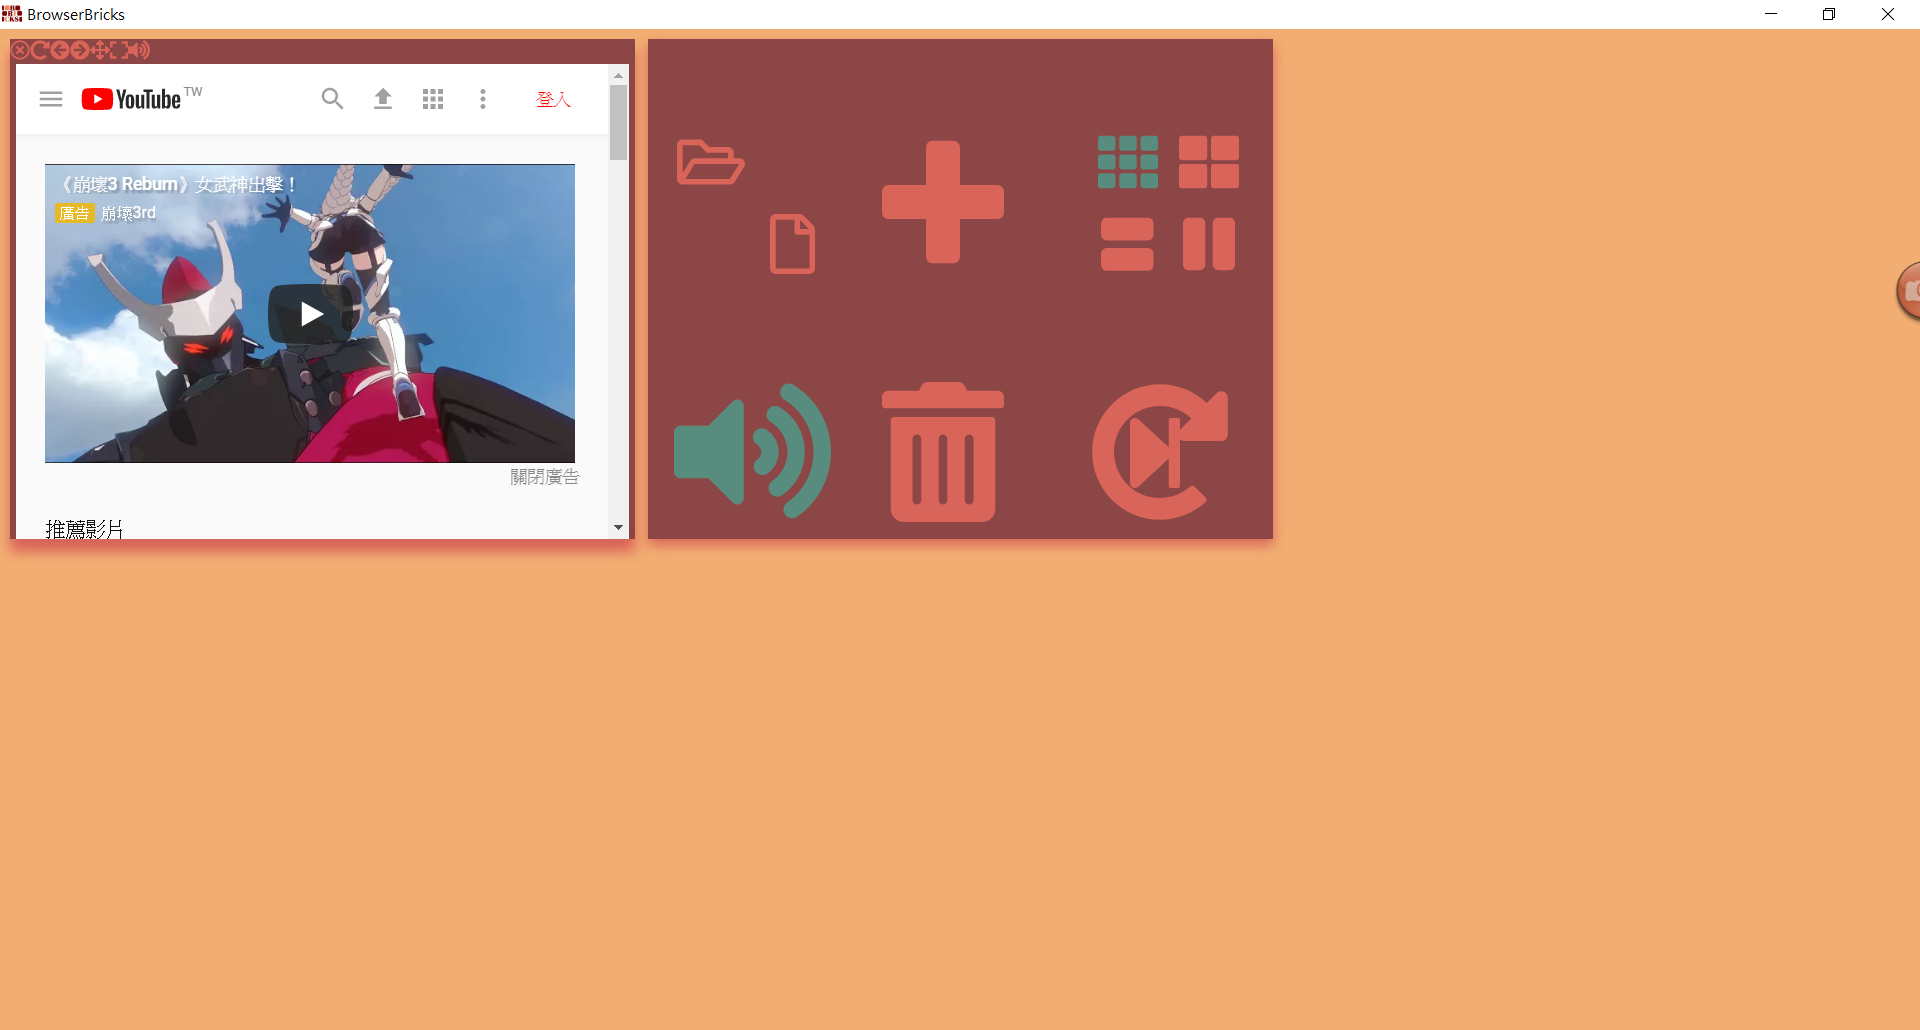 BrowserBricks
YouTube TW
登入
《崩壞3 Reburn》女武神出擊！
廣告 崩壞3rd
關閉廣告
推薦影片